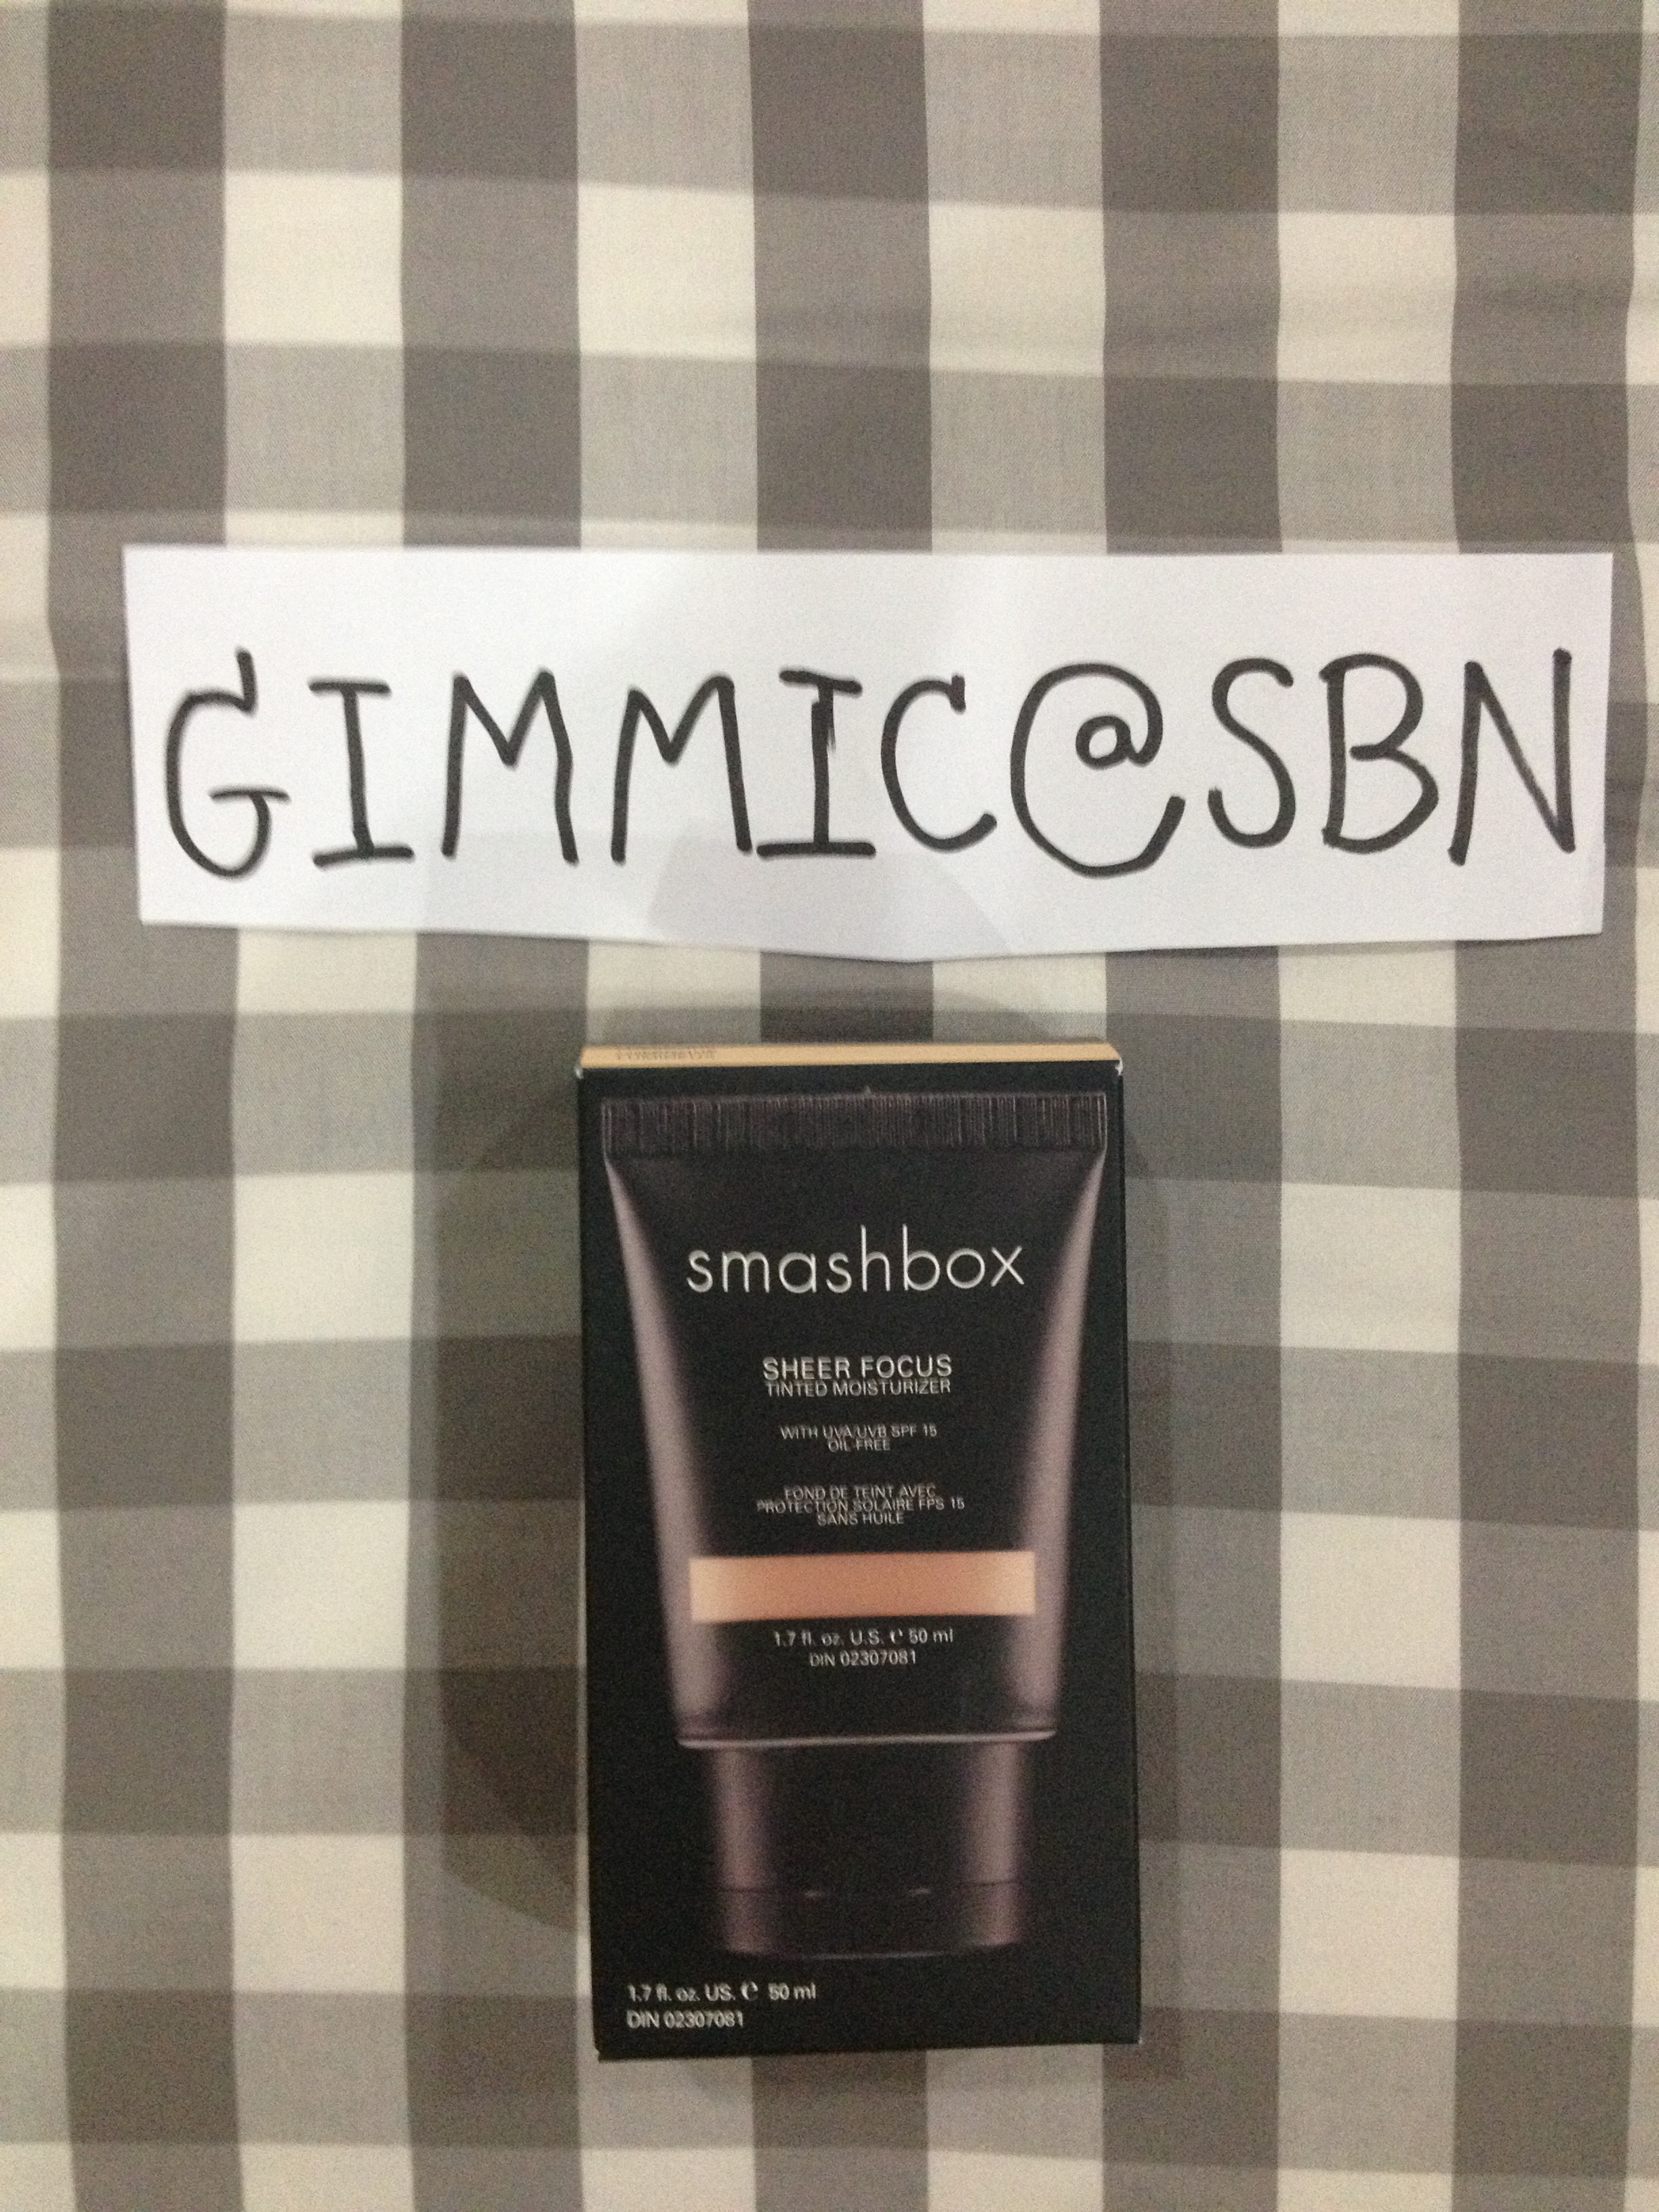 GIMMIC@SBN
smashbox
SHEER FOCUS
TINTED MOISTURIZER
WITH UVA/UVB SPF 15
OIL-FREE
FOND DE TEINT AVEC
PROTECTION SOLAIRE FPS 15
SANS HUILE
1.7 fl. oz. U.S. ℮ 50 ml
DIN 02307081
1.7 fl. oz. US. ℮ 50 ml
DIN 02307081